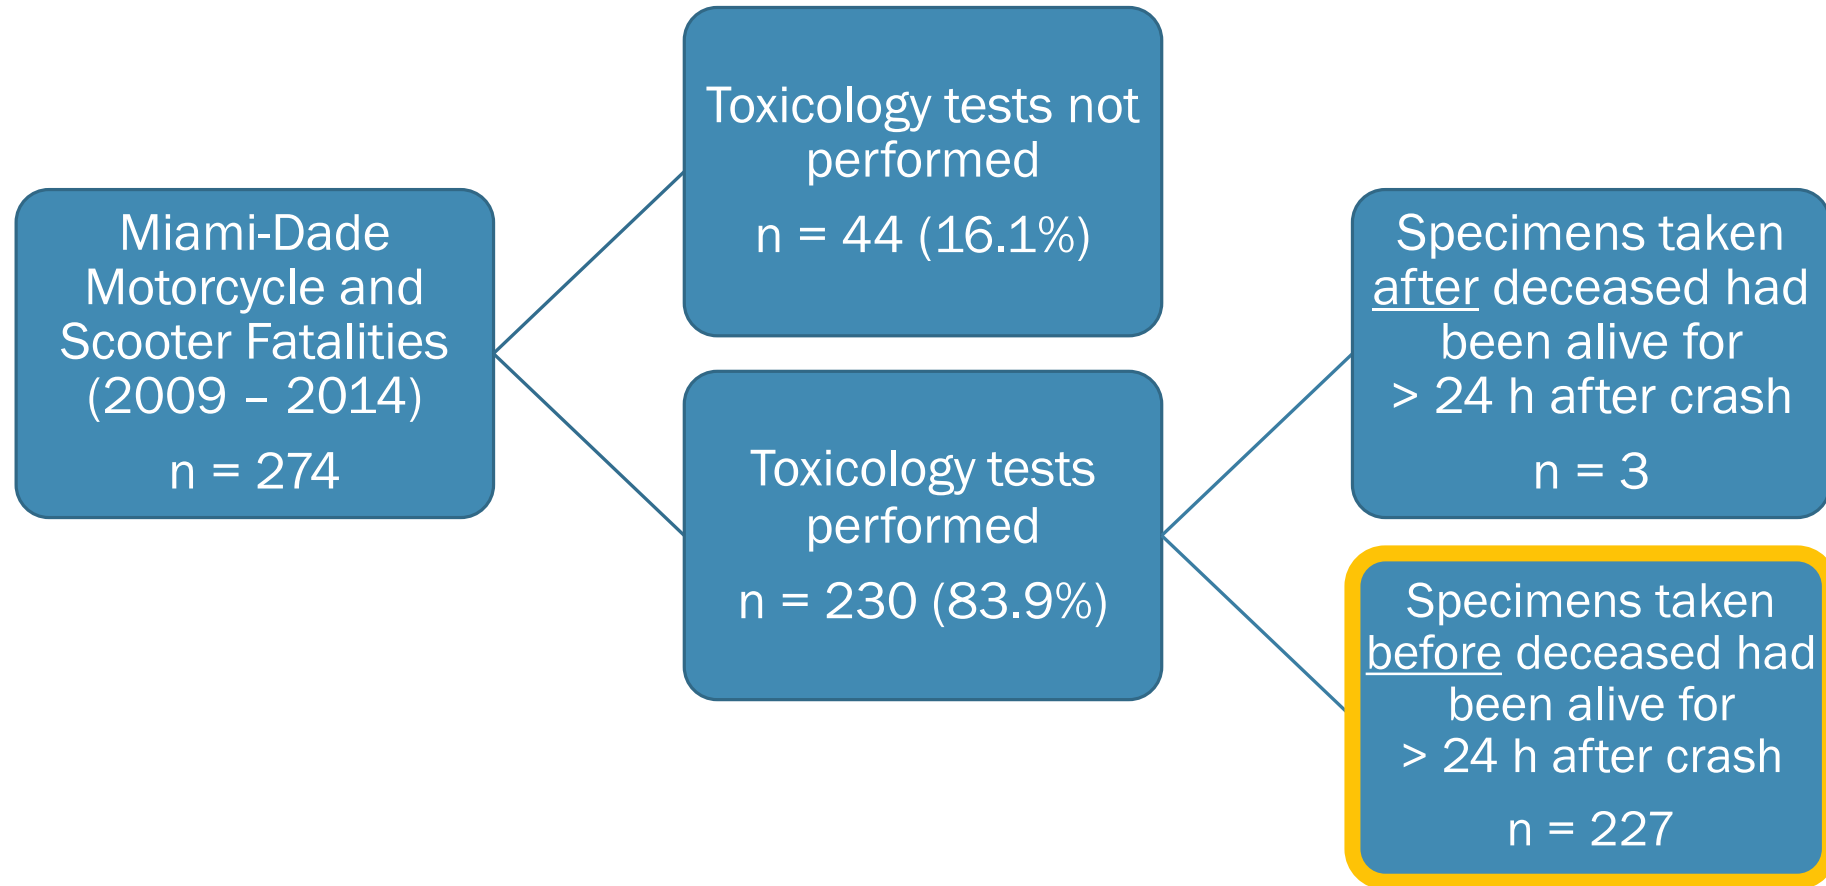 Miami-Dade
Motorcycle and
Scooter Fatalities
(2009 – 2014)
n = 274
Toxicology tests not
performed
n = 44 (16.1%)
Toxicology tests
performed
n = 230 (83.9%)
Specimens taken
after deceased had
been alive for
> 24 h after crash
n = 3
Specimens taken
before deceased had
been alive for
> 24 h after crash
n = 227